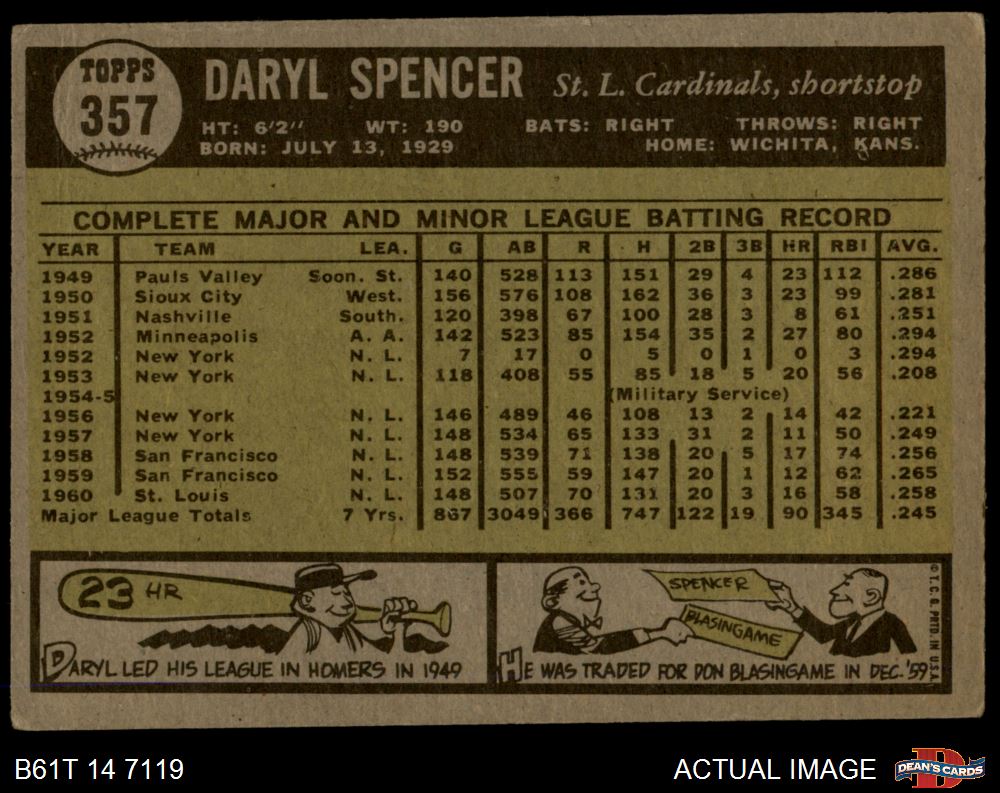 TOPPS
357
DARYL SPENCER St. L. Cardinals, shortstop
HT: 6'2" WT: 190 BATS: RIGHT THROWS: RIGHT
BORN: JULY 13, 1929 HOME: WICHITA, KANS.
COMPLETE MAJOR AND MINOR LEAGUE BATTING RECORD
YEAR TEAM LEA. G AB R H 2B 3B HR RBI AVG.
1949 Pauls Valley Soon. St. 140 528 113 151 29 4 23 112 .286
1950 Sioux City West. 156 576 108 162 36 3 23 99 .281
1951 Nashville South. 120 398 67 100 28 3 8 61 .251
1952 Minneapolis A. A. 142 523 85 154 35 2 27 80 .294
1952 New York N. L. 7 17 0 5 0 1 0 3 .294
1953 New York N. L. 118 408 55 85 18 5 20 56 .208
1954-5 (Military Service)
1956 New York N. L. 146 489 46 108 13 2 14 42 .221
1957 New York N. L. 148 534 65 133 31 2 11 50 .249
1958 San Francisco N. L. 148 539 71 138 20 5 17 74 .256
1959 San Francisco N. L. 152 555 59 147 20 1 12 62 .265
1960 St. Louis N. L. 148 507 70 131 20 3 16 58 .258
Major League Totals 7 Yrs. 867 3049 366 747 122 19 90 345 .245
23 HR
DARYL LED HIS LEAGUE IN HOMERS IN 1949
SPENCER
BLASINGAME
HE WAS TRADED FOR DON BLASINGAME IN DEC. '59
© T. C. G. PRTD. IN U.S.A.
B61T 14 7119
ACTUAL IMAGE
DEAN'S CARDS